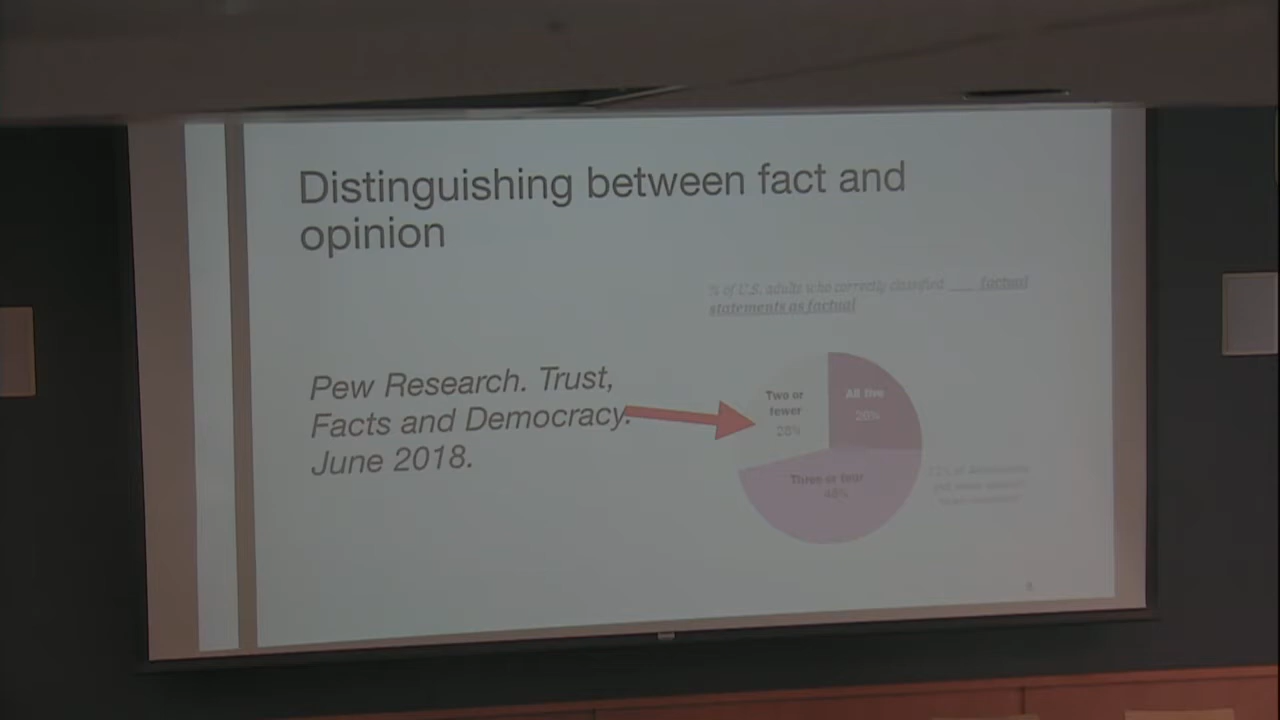 Distinguishing between fact and
opinion
% of U.S. adults who correctly classified ___ factual
statements as factual
Pew Research. Trust,
Facts and Democracy.
June 2018.
Two or
fewer
28%
All five
26%
Three or four
46%